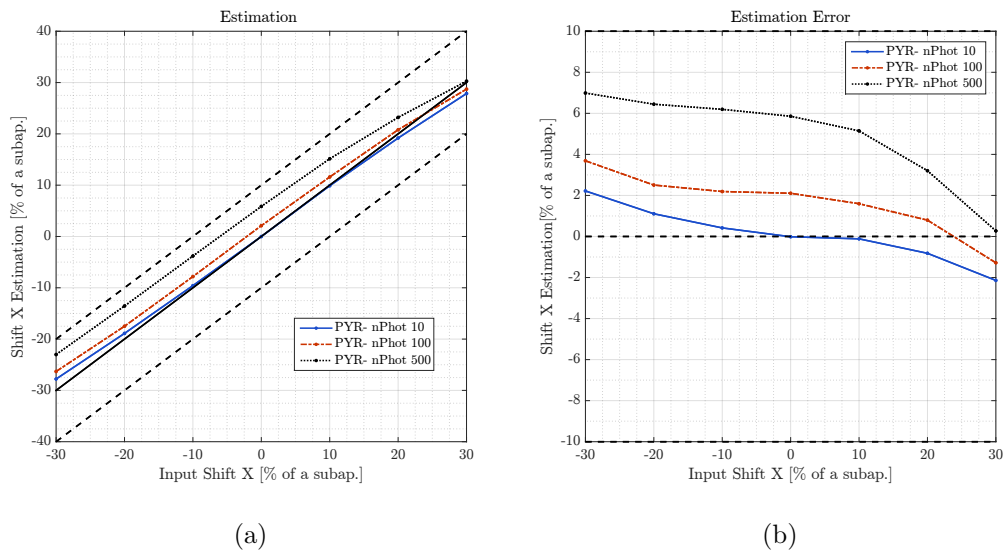 Estimation
40
30
20
10
0
-10
-20
-30
-40
Shift X Estimation [% of a subap.]
PYR- nPhot 10
PYR- nPhot 100
PYR- nPhot 500
-30
-20
-10
0
10
20
30
Input Shift X [% of a subap.]
(a)
Estimation Error
10
8
6
4
2
0
-2
-4
-6
-8
-10
Shift X Estimation[% of a subap.]
PYR- nPhot 10
PYR- nPhot 100
PYR- nPhot 500
-30
-20
-10
0
10
20
30
Input Shift X [% of a subap.]
(b)